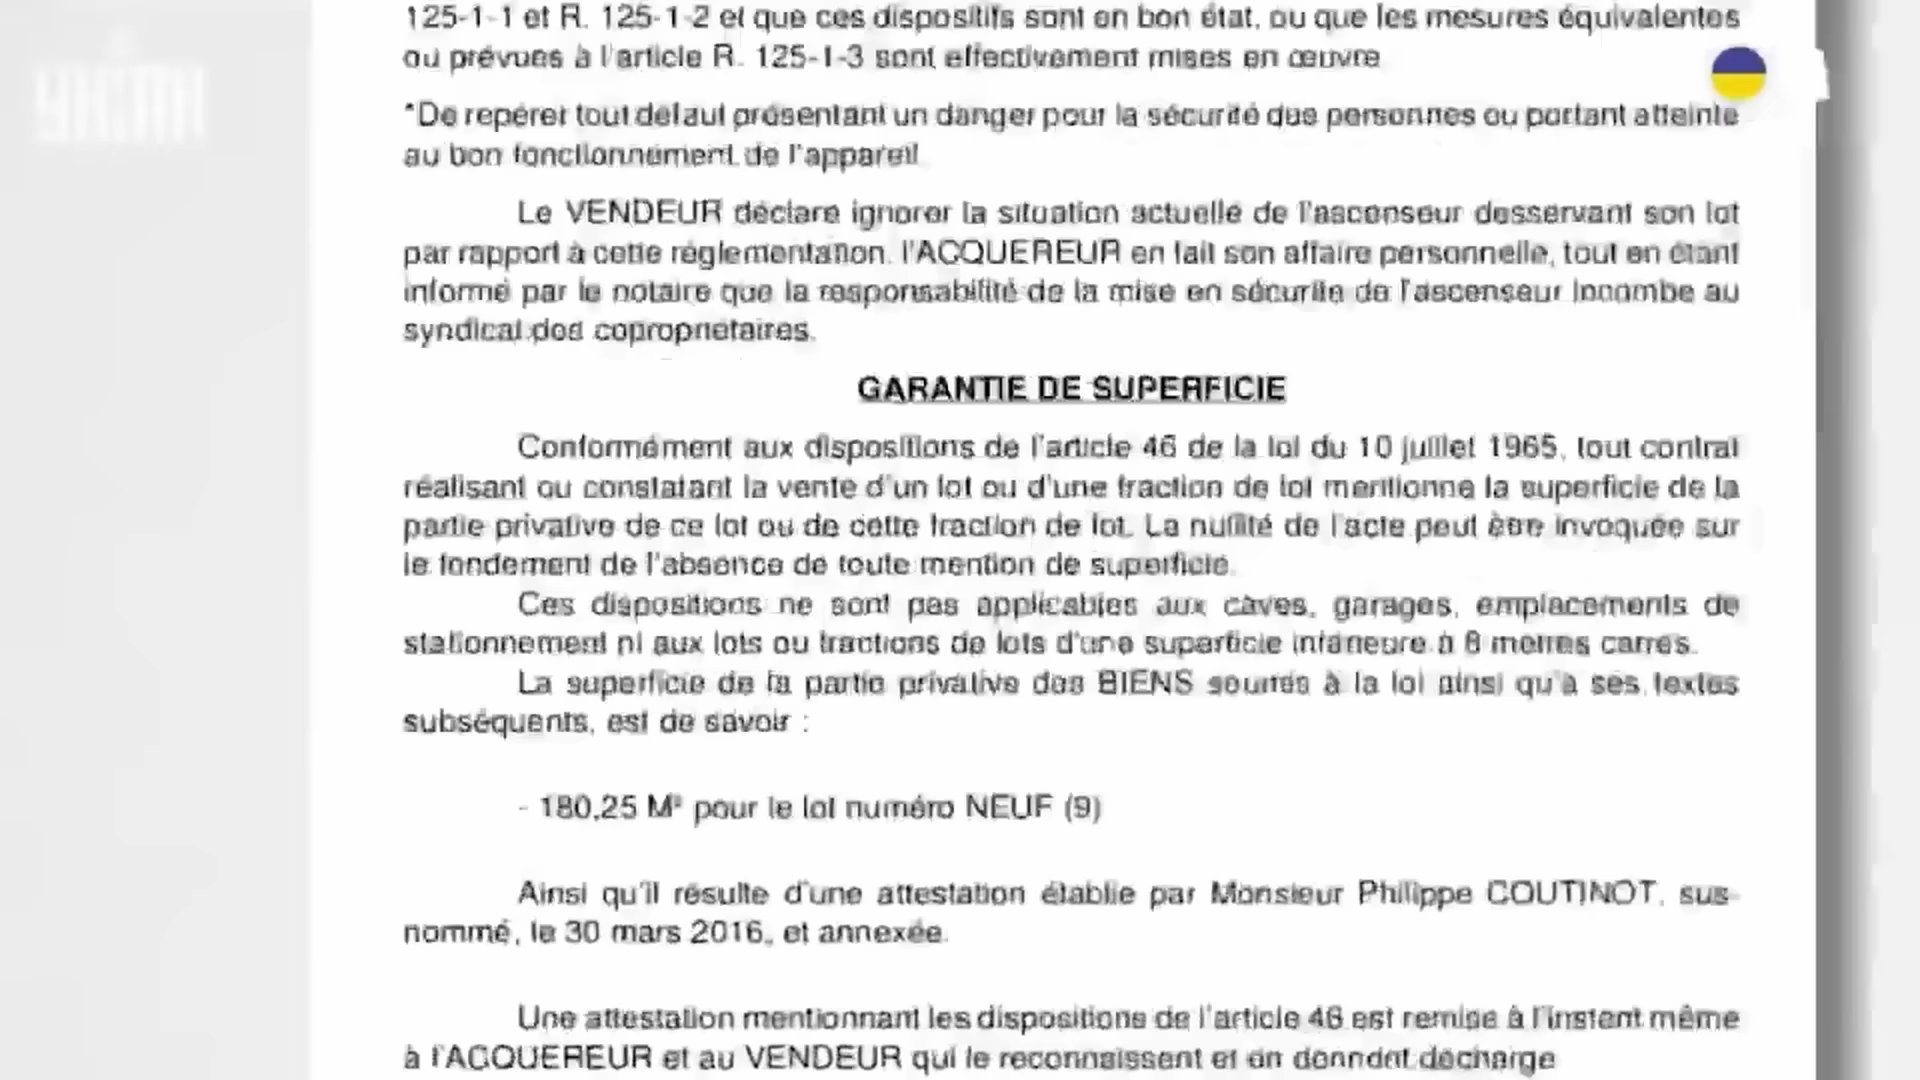 125-1-1 et R. 125-1-2 et que ces dispositifs sont en bon état, ou que les mesures équivalentes
ou prévues à l'article R. 125-1-3 sont effectivement mises en œuvre
*De repérer tout défaut présentant un danger pour la sécurité des personnes ou portant atteinte
au bon fonctionnement de l'appareil
Le VENDEUR déclare ignorer la situation actuelle de l'ascenseur desservant son lot
par rapport à cette réglementation, l'ACQUEREUR en fait son affaire personnelle, tout en étant
informé par le notaire que la responsabilité de la mise en sécurité de l'ascenseur incombe au
syndicat des copropriétaires.
GARANTIE DE SUPERFICIE
Conformément aux dispositions de l'article 46 de la loi du 10 juillet 1965, tout contrat
réalisant ou constatant la vente d'un lot ou d'une fraction de lot mentionne la superficie de la
partie privative de ce lot ou de cette fraction de lot. La nullité de l'acte peut être invoquée sur
le fondement de l'absence de toute mention de superficie.
Ces dispositions ne sont pas applicables aux caves, garages, emplacements de
stationnement ni aux lots ou fractions de lots d'une superficie inférieure à 8 mètres carrés.
La superficie de la partie privative des BIENS soumis à la loi ainsi qu'à ses textes
subséquents, est de savoir :
- 180,25 M² pour le lot numéro NEUF (9)
Ainsi qu'il résulte d'une attestation établie par Monsieur Philippe COUTINOT, sus-
nommé, le 30 mars 2016, et annexée.
Une attestation mentionnant les dispositions de l'article 46 est remise à l'instant même
à l'ACQUEREUR et au VENDEUR qui le reconnaissent et en donnent décharge